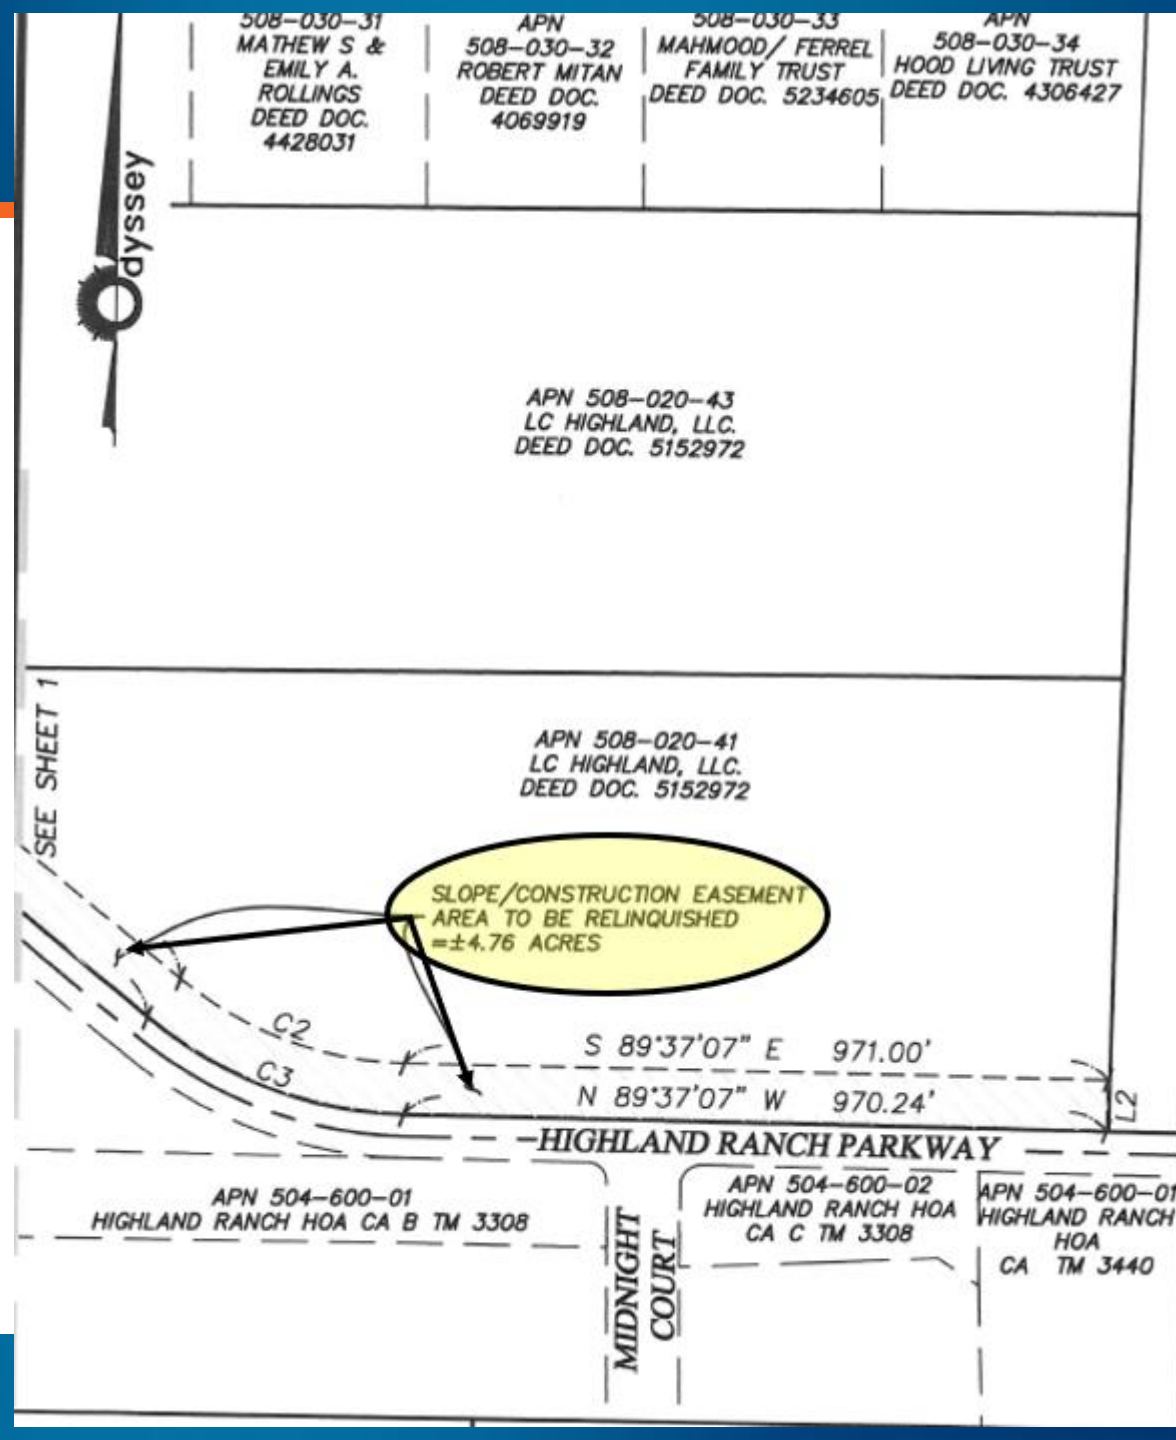 508-030-31
MATHEW S &
EMILY A.
ROLLINGS
DEED DOC.
4428031
APN
508-030-32
ROBERT MITAN
DEED DOC.
4069919
508-030-33
MAHMOOD/ FERREL
FAMILY TRUST
DEED DOC. 5234605
APN
508-030-34
HOOD LIVING TRUST
DEED DOC. 4306427
Odyssey
APN 508-020-43
LC HIGHLAND, LLC.
DEED DOC. 5152972
SEE SHEET 1
APN 508-020-41
LC HIGHLAND, LLC.
DEED DOC. 5152972
SLOPE/CONSTRUCTION EASEMENT
AREA TO BE RELINQUISHED
=±4.76 ACRES
C2
C3
S 89°37'07" E 971.00'
N 89°37'07" W 970.24'
L2
HIGHLAND RANCH PARKWAY
APN 504-600-01
HIGHLAND RANCH HOA CA B TM 3308
MIDNIGHT
COURT
APN 504-600-02
HIGHLAND RANCH HOA
CA C TM 3308
APN 504-600-01
HIGHLAND RANCH
HOA
CA TM 3440